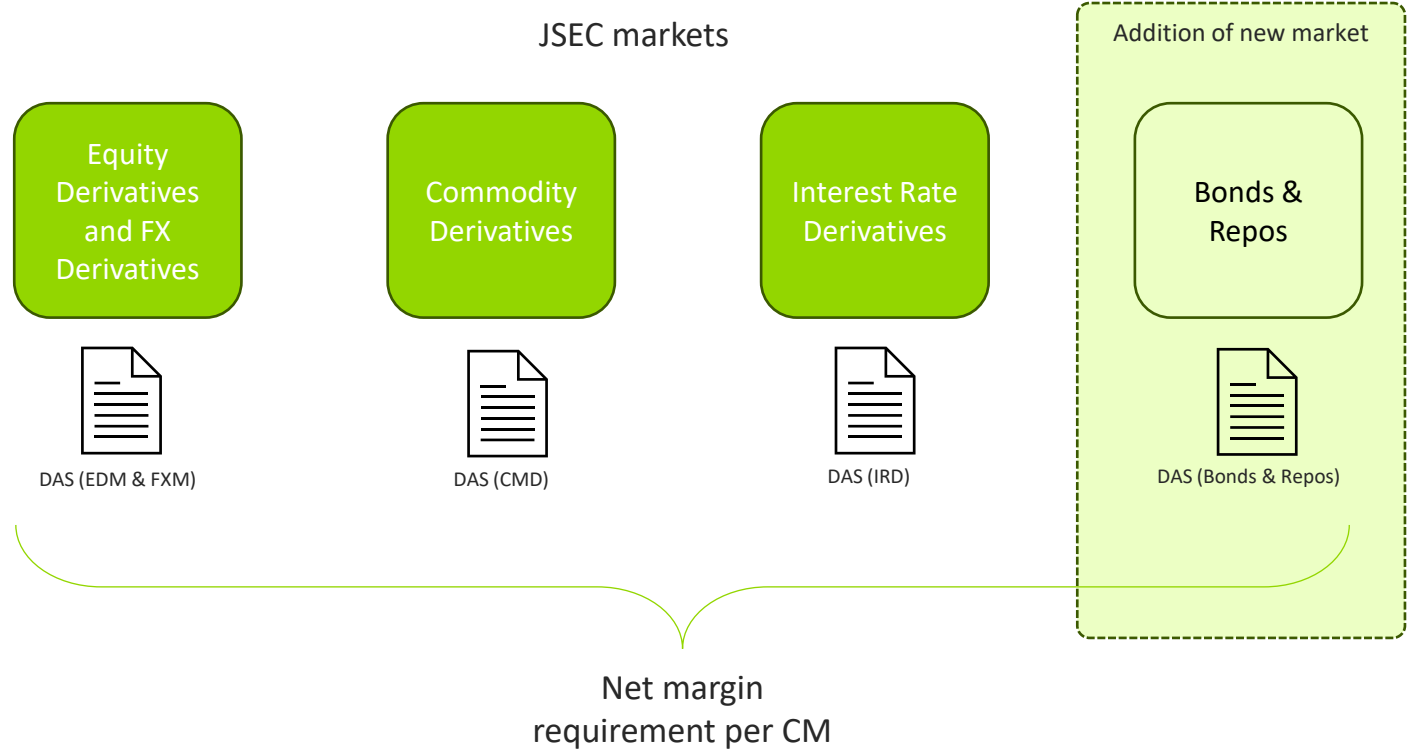 JSEC markets
Addition of new market
Equity
Derivatives
and FX
Derivatives
Commodity
Derivatives
Interest Rate
Derivatives
Bonds &
Repos
DAS (EDM & FXM)
DAS (CMD)
DAS (IRD)
DAS (Bonds & Repos)
Net margin
requirement per CM